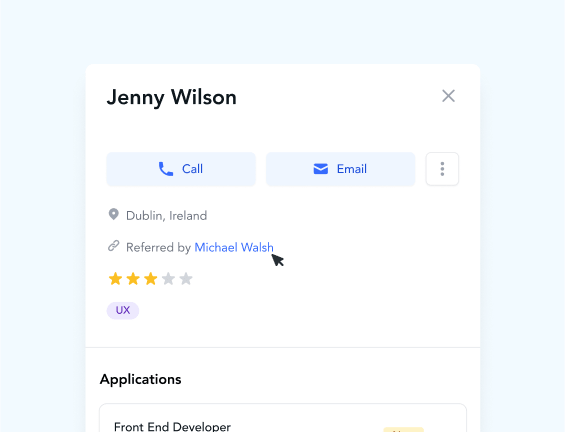 Jenny Wilson
Call
Email
Dublin, Ireland
Referred by Michael Walsh
UX
Applications
Front End Developer